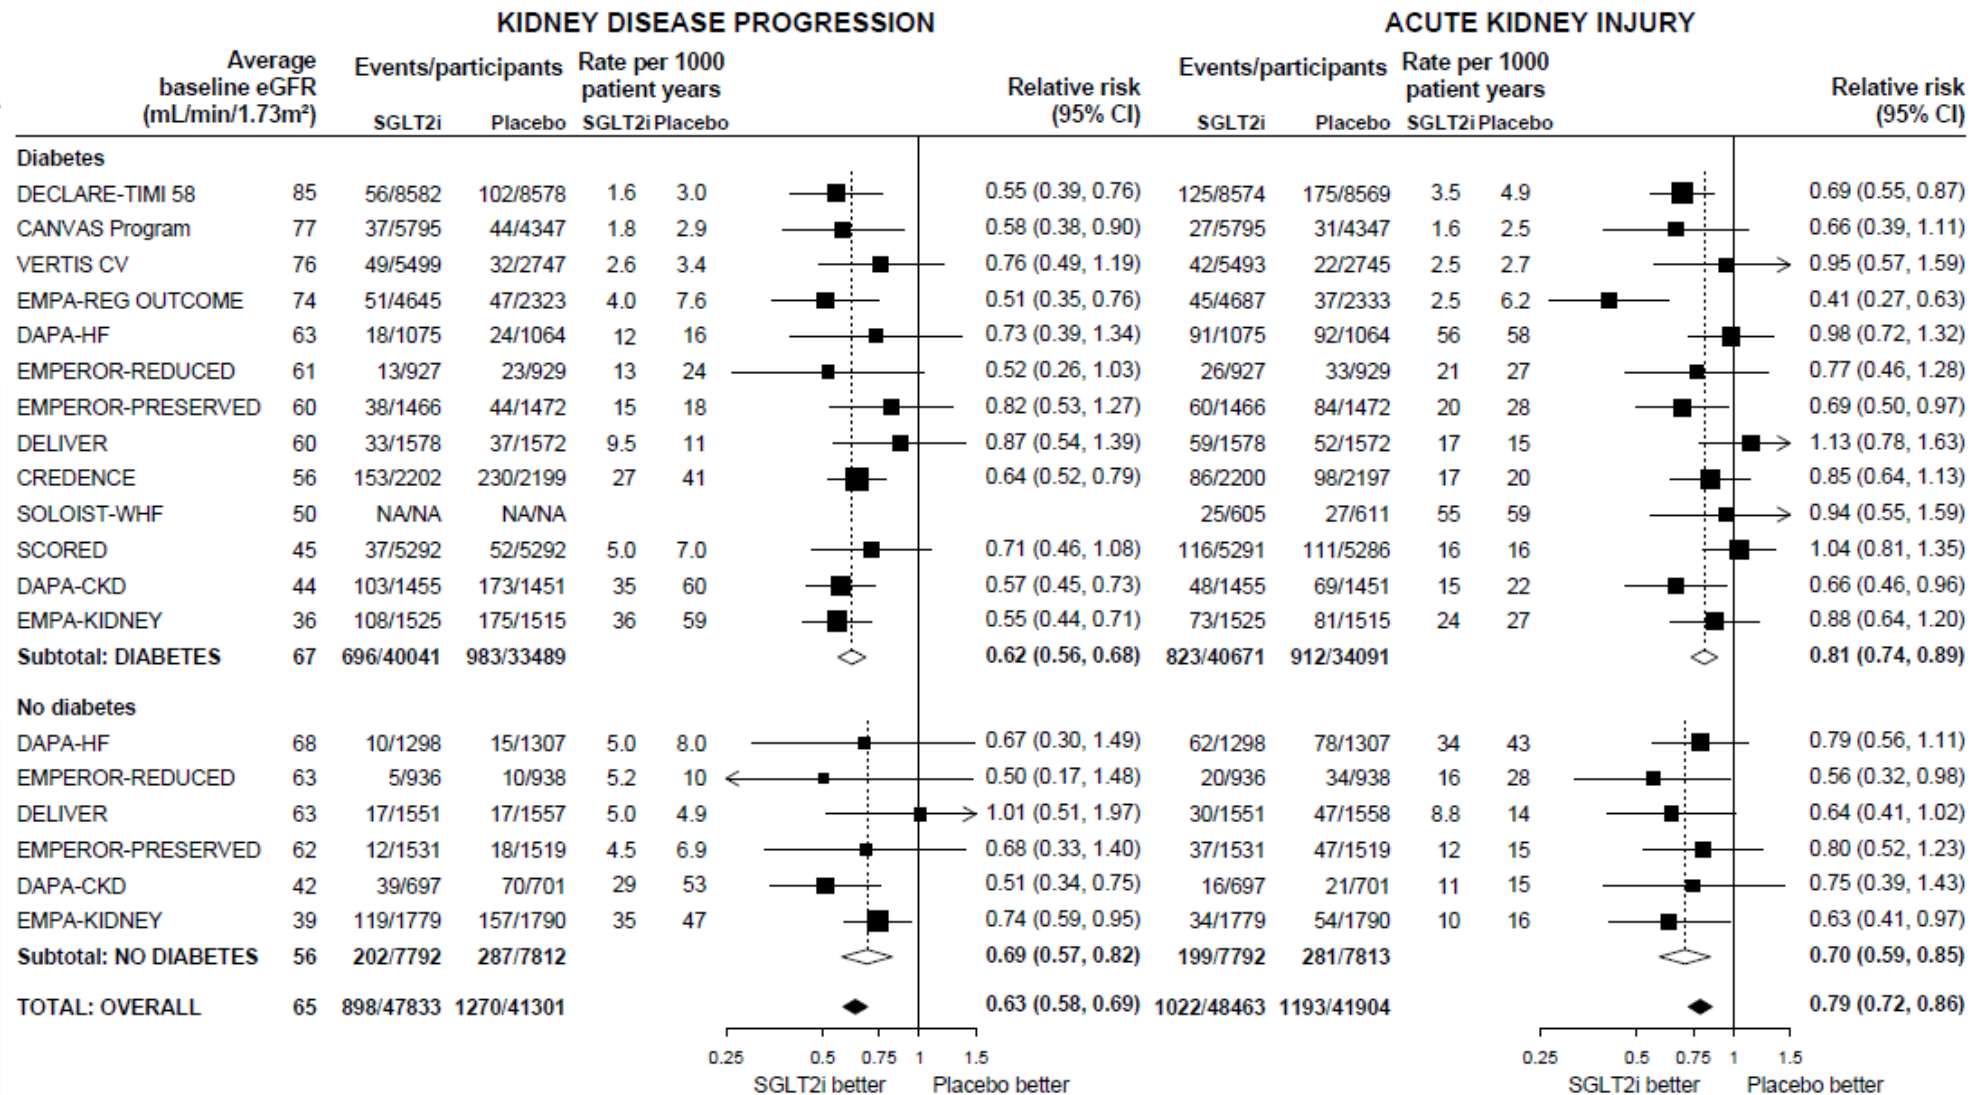 KIDNEY DISEASE PROGRESSION ACUTE KIDNEY INJURY
Average baseline eGFR (mL/min/1.73m²) Events/participants Rate per 1000 patient years Relative risk (95% CI) Events/participants Rate per 1000 patient years Relative risk (95% CI)
SGLT2i Placebo SGLT2i Placebo SGLT2i Placebo SGLT2i Placebo
Diabetes
DECLARE-TIMI 58 85 56/8582 102/8578 1.6 3.0 0.55 (0.39, 0.76) 125/8574 175/8569 3.5 4.9 0.69 (0.55, 0.87)
CANVAS Program 77 37/5795 44/4347 1.8 2.9 0.58 (0.38, 0.90) 27/5795 31/4347 1.6 2.5 0.66 (0.39, 1.11)
VERTIS CV 76 49/5499 32/2747 2.6 3.4 0.76 (0.49, 1.19) 42/5493 22/2745 2.5 2.7 0.95 (0.57, 1.59)
EMPA-REG OUTCOME 74 51/4645 47/2323 4.0 7.6 0.51 (0.35, 0.76) 45/4687 37/2333 2.5 6.2 0.41 (0.27, 0.63)
DAPA-HF 63 18/1075 24/1064 12 16 0.73 (0.39, 1.34) 91/1075 92/1064 56 58 0.98 (0.72, 1.32)
EMPEROR-REDUCED 61 13/927 23/929 13 24 0.52 (0.26, 1.03) 26/927 33/929 21 27 0.77 (0.46, 1.28)
EMPEROR-PRESERVED 60 38/1466 44/1472 15 18 0.82 (0.53, 1.27) 60/1466 84/1472 20 28 0.69 (0.50, 0.97)
DELIVER 60 33/1578 37/1572 9.5 11 0.87 (0.54, 1.39) 59/1578 52/1572 17 15 1.13 (0.78, 1.63)
CREDENCE 56 153/2202 230/2199 27 41 0.64 (0.52, 0.79) 86/2200 98/2197 17 20 0.85 (0.64, 1.13)
SOLOIST-WHF 50 NA/NA NA/NA 25/605 27/611 55 59 0.94 (0.55, 1.59)
SCORED 45 37/5292 52/5292 5.0 7.0 0.71 (0.46, 1.08) 116/5291 111/5286 16 16 1.04 (0.81, 1.35)
DAPA-CKD 44 103/1455 173/1451 35 60 0.57 (0.45, 0.73) 48/1455 69/1451 15 22 0.66 (0.46, 0.96)
EMPA-KIDNEY 36 108/1525 175/1515 36 59 0.55 (0.44, 0.71) 73/1525 81/1515 24 27 0.88 (0.64, 1.20)
Subtotal: DIABETES 67 696/40041 983/33489 0.62 (0.56, 0.68) 823/40671 912/34091 0.81 (0.74, 0.89)
No diabetes
DAPA-HF 68 10/1298 15/1307 5.0 8.0 0.67 (0.30, 1.49) 62/1298 78/1307 34 43 0.79 (0.56, 1.11)
EMPEROR-REDUCED 63 5/936 10/938 5.2 10 0.50 (0.17, 1.48) 20/936 34/938 16 28 0.56 (0.32, 0.98)
DELIVER 63 17/1551 17/1557 5.0 4.9 1.01 (0.51, 1.97) 30/1551 47/1558 8.8 14 0.64 (0.41, 1.02)
EMPEROR-PRESERVED 62 12/1531 18/1519 4.5 6.9 0.68 (0.33, 1.40) 37/1531 47/1519 12 15 0.80 (0.52, 1.23)
DAPA-CKD 42 39/697 70/701 29 53 0.51 (0.34, 0.75) 16/697 21/701 11 15 0.75 (0.39, 1.43)
EMPA-KIDNEY 39 119/1779 157/1790 35 47 0.74 (0.59, 0.95) 34/1779 54/1790 10 16 0.63 (0.41, 0.97)
Subtotal: NO DIABETES 56 202/7792 287/7812 0.69 (0.57, 0.82) 199/7792 281/7813 0.70 (0.59, 0.85)
TOTAL: OVERALL 65 898/47833 1270/41301 0.63 (0.58, 0.69) 1022/48463 1193/41904 0.79 (0.72, 0.86)
0.25 0.5 0.75 1 1.5 0.25 0.5 0.75 1 1.5
SGLT2i better Placebo better SGLT2i better Placebo better